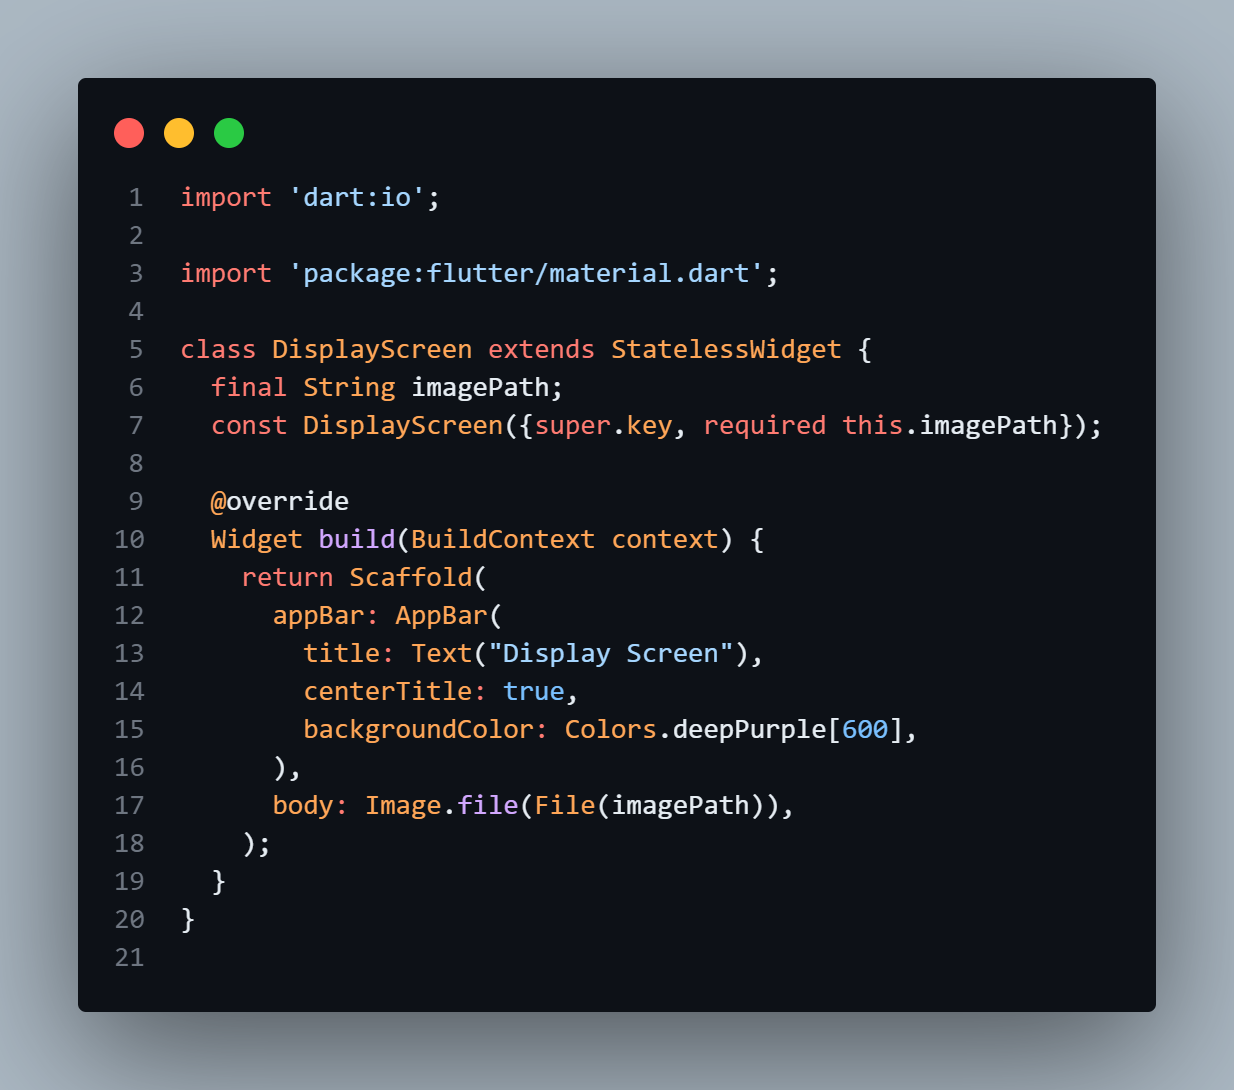 1 import 'dart:io';
2
3 import 'package:flutter/material.dart';
4
5 class DisplayScreen extends StatelessWidget {
6   final String imagePath;
7   const DisplayScreen({super.key, required this.imagePath});
8
9   @override
10   Widget build(BuildContext context) {
11     return Scaffold(
12       appBar: AppBar(
13         title: Text("Display Screen"),
14         centerTitle: true,
15         backgroundColor: Colors.deepPurple[600],
16       ),
17       body: Image.file(File(imagePath)),
18     );
19   }
20 }
21